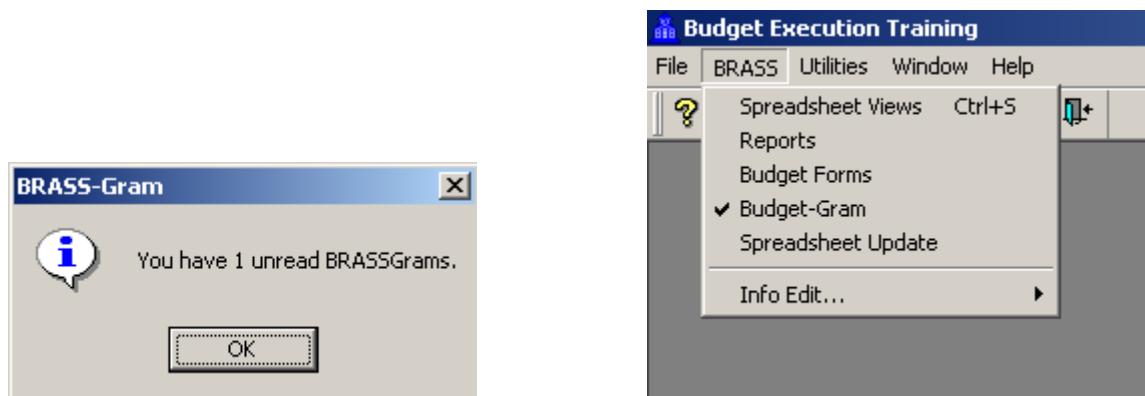 BRASS-Gram
You have 1 unread BRASSGrams.
OK
Budget Execution Training
File BRASS Utilities Window Help
Spreadsheet Views Ctrl+S
Reports
Budget Forms
Budget-Gram
Spreadsheet Update
Info Edit...